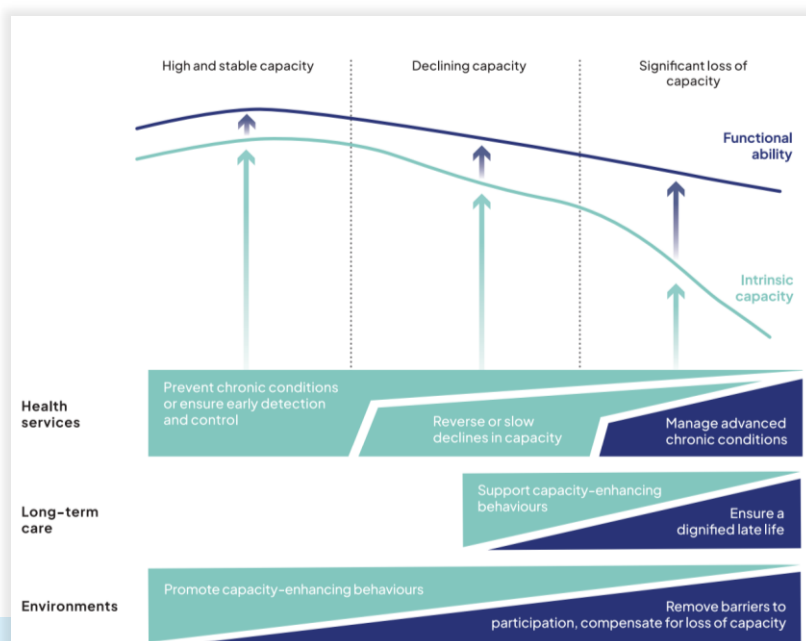 High and stable capacity
Declining capacity
Significant loss of
capacity
Functional
ability
Intrinsic
capacity
Health
services
Prevent chronic conditions
or ensure early detection
and control
Reverse or slow
declines in capacity
Manage advanced
chronic conditions
Long-term
care
Support capacity-enhancing
behaviours
Ensure a
dignified late life
Environments
Promote capacity-enhancing behaviours
Remove barriers to
participation, compensate for loss of capacity